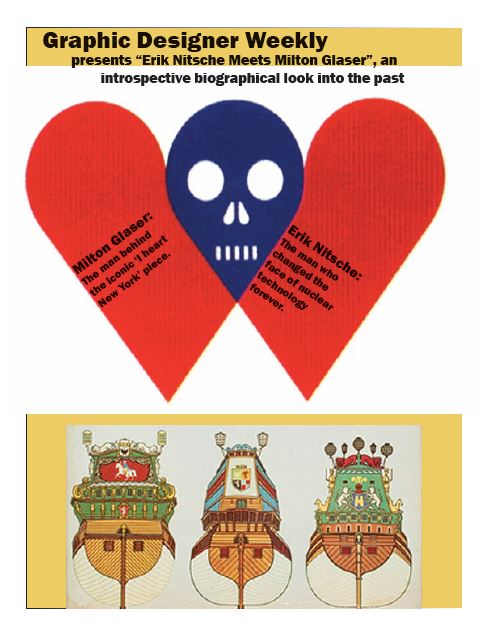 Graphic Designer Weekly
presents “Erik Nitsche Meets Milton Glaser”, an
introspective biographical look into the past
Milton Glaser:
The man behind
the iconic ‘I heart
New York’ piece.
Erik Nitsche:
The man who
changed the
face of nuclear
technology
forever.